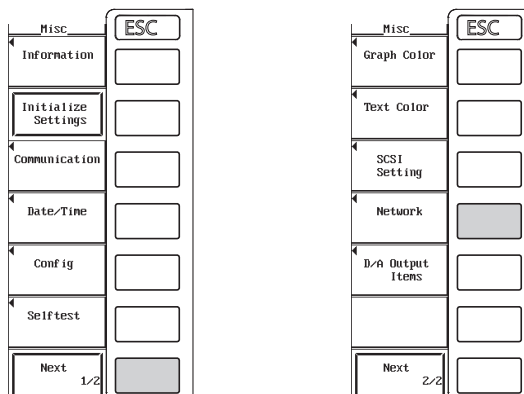 Misc
ESC
Information
Initialize
Settings
Communication
Date/Time
Config
Selftest
Next
1/2
Misc
ESC
Graph Color
Text Color
SCSI
Setting
Network
D/A Output
Items
Next
2/2